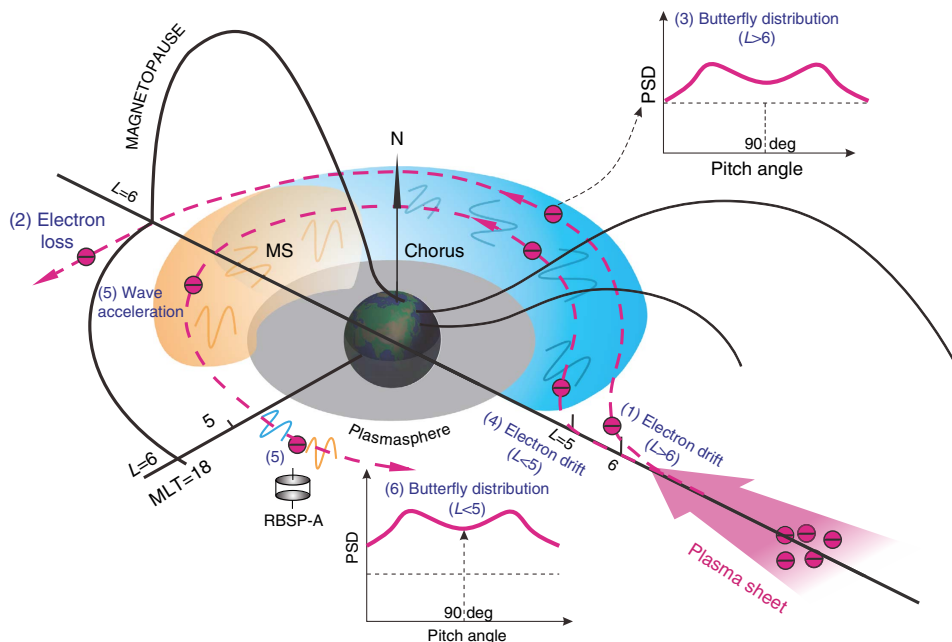 (3) Butterfly distribution
(L>6)
PSD
90 deg
Pitch angle
MAGNETOPAUSE
N
L=6
(2) Electron
loss
MS
Chorus
(5) Wave
acceleration
5
L=6
MLT=18
(5)
RBSP-A
Plasmasphere
(4) Electron drift
(L<5)
L=5
6
(1) Electron drift
(L>6)
Plasma sheet
(6) Butterfly distribution
(L<5)
PSD
90 deg
Pitch angle